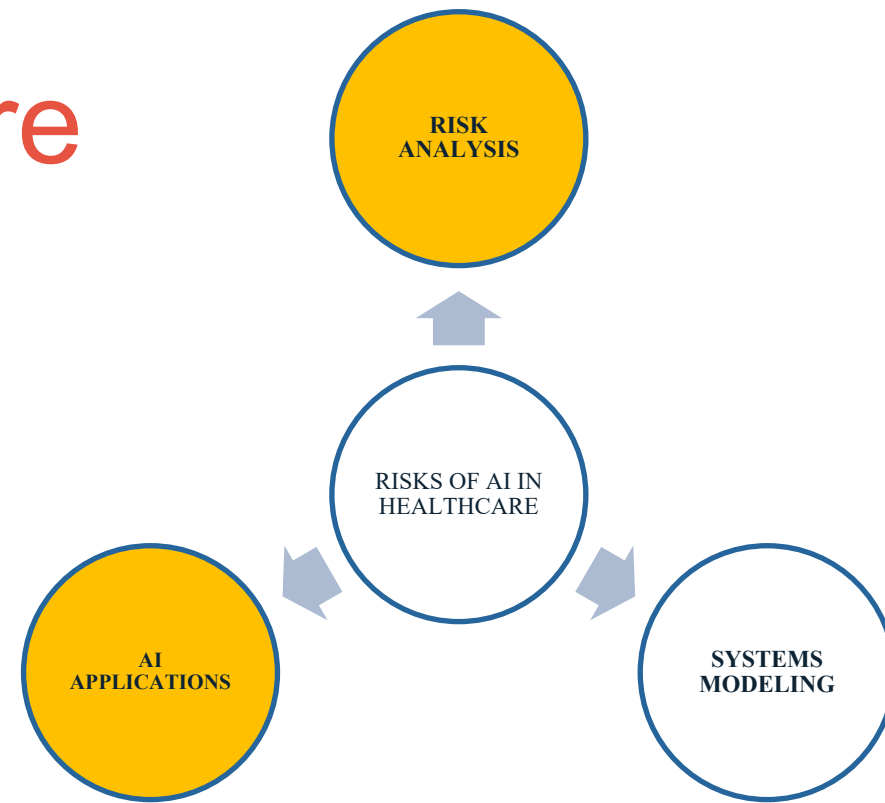 re
RISK
ANALYSIS
RISKS OF AI IN
HEALTHCARE
AI
APPLICATIONS
SYSTEMS
MODELING